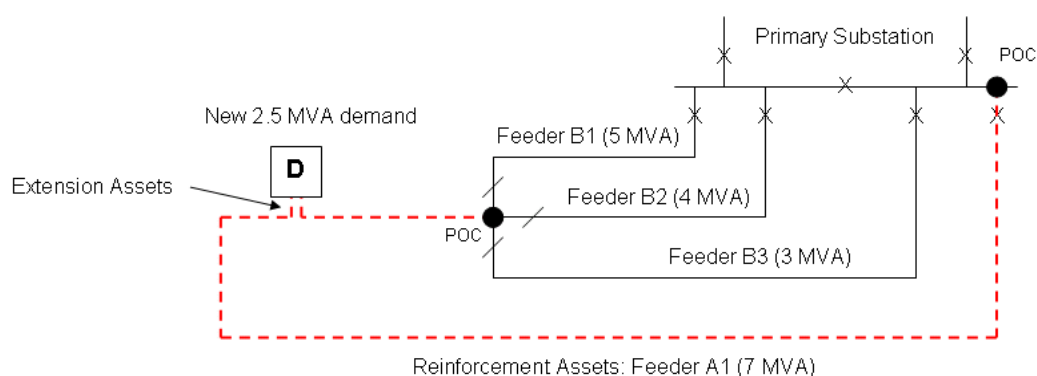 Primary Substation
POC
New 2.5 MVA demand
D
Extension Assets
Feeder B1 (5 MVA)
Feeder B2 (4 MVA)
POC
Feeder B3 (3 MVA)
Reinforcement Assets: Feeder A1 (7 MVA)